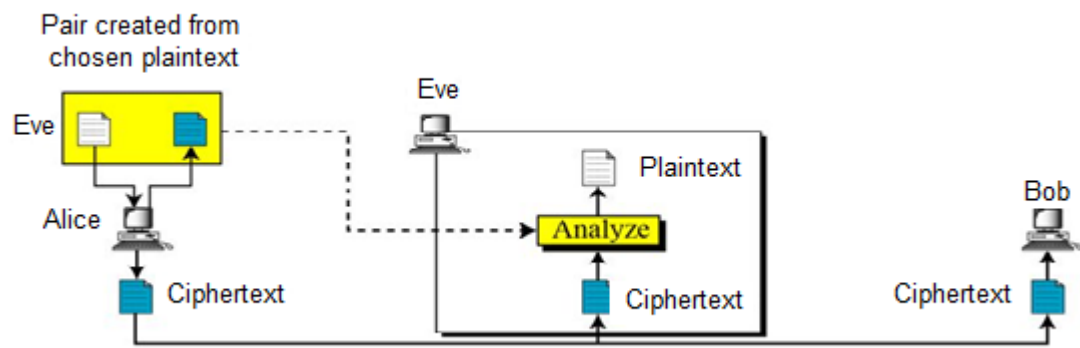 Pair created from
chosen plaintext
Eve
Eve
Plaintext
Bob
Alice
Analyze
Ciphertext
Ciphertext
Ciphertext